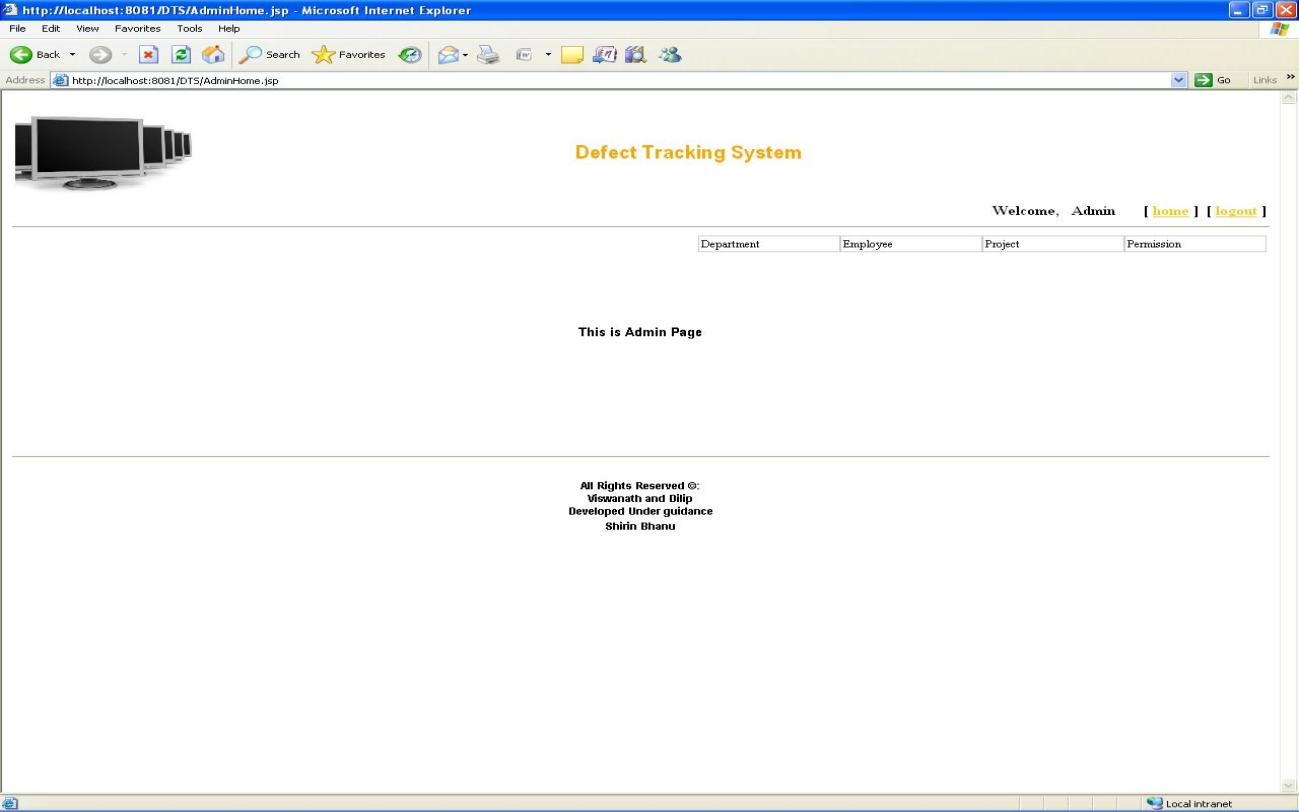 http://localhost:8081/DTS/AdminHome.jsp - Microsoft Internet Explorer
File Edit View Favorites Tools Help
Back Search Favorites
Address http://localhost:8081/DTS/AdminHome.jsp Go Links »
Defect Tracking System
Welcome, Admin [ home ] [ logout ]
Department Employee Project Permission
This is Admin Page
All Rights Reserved ©:
Viswanath and Dilip
Developed Under guidance
Shirin Bhanu
Local intranet